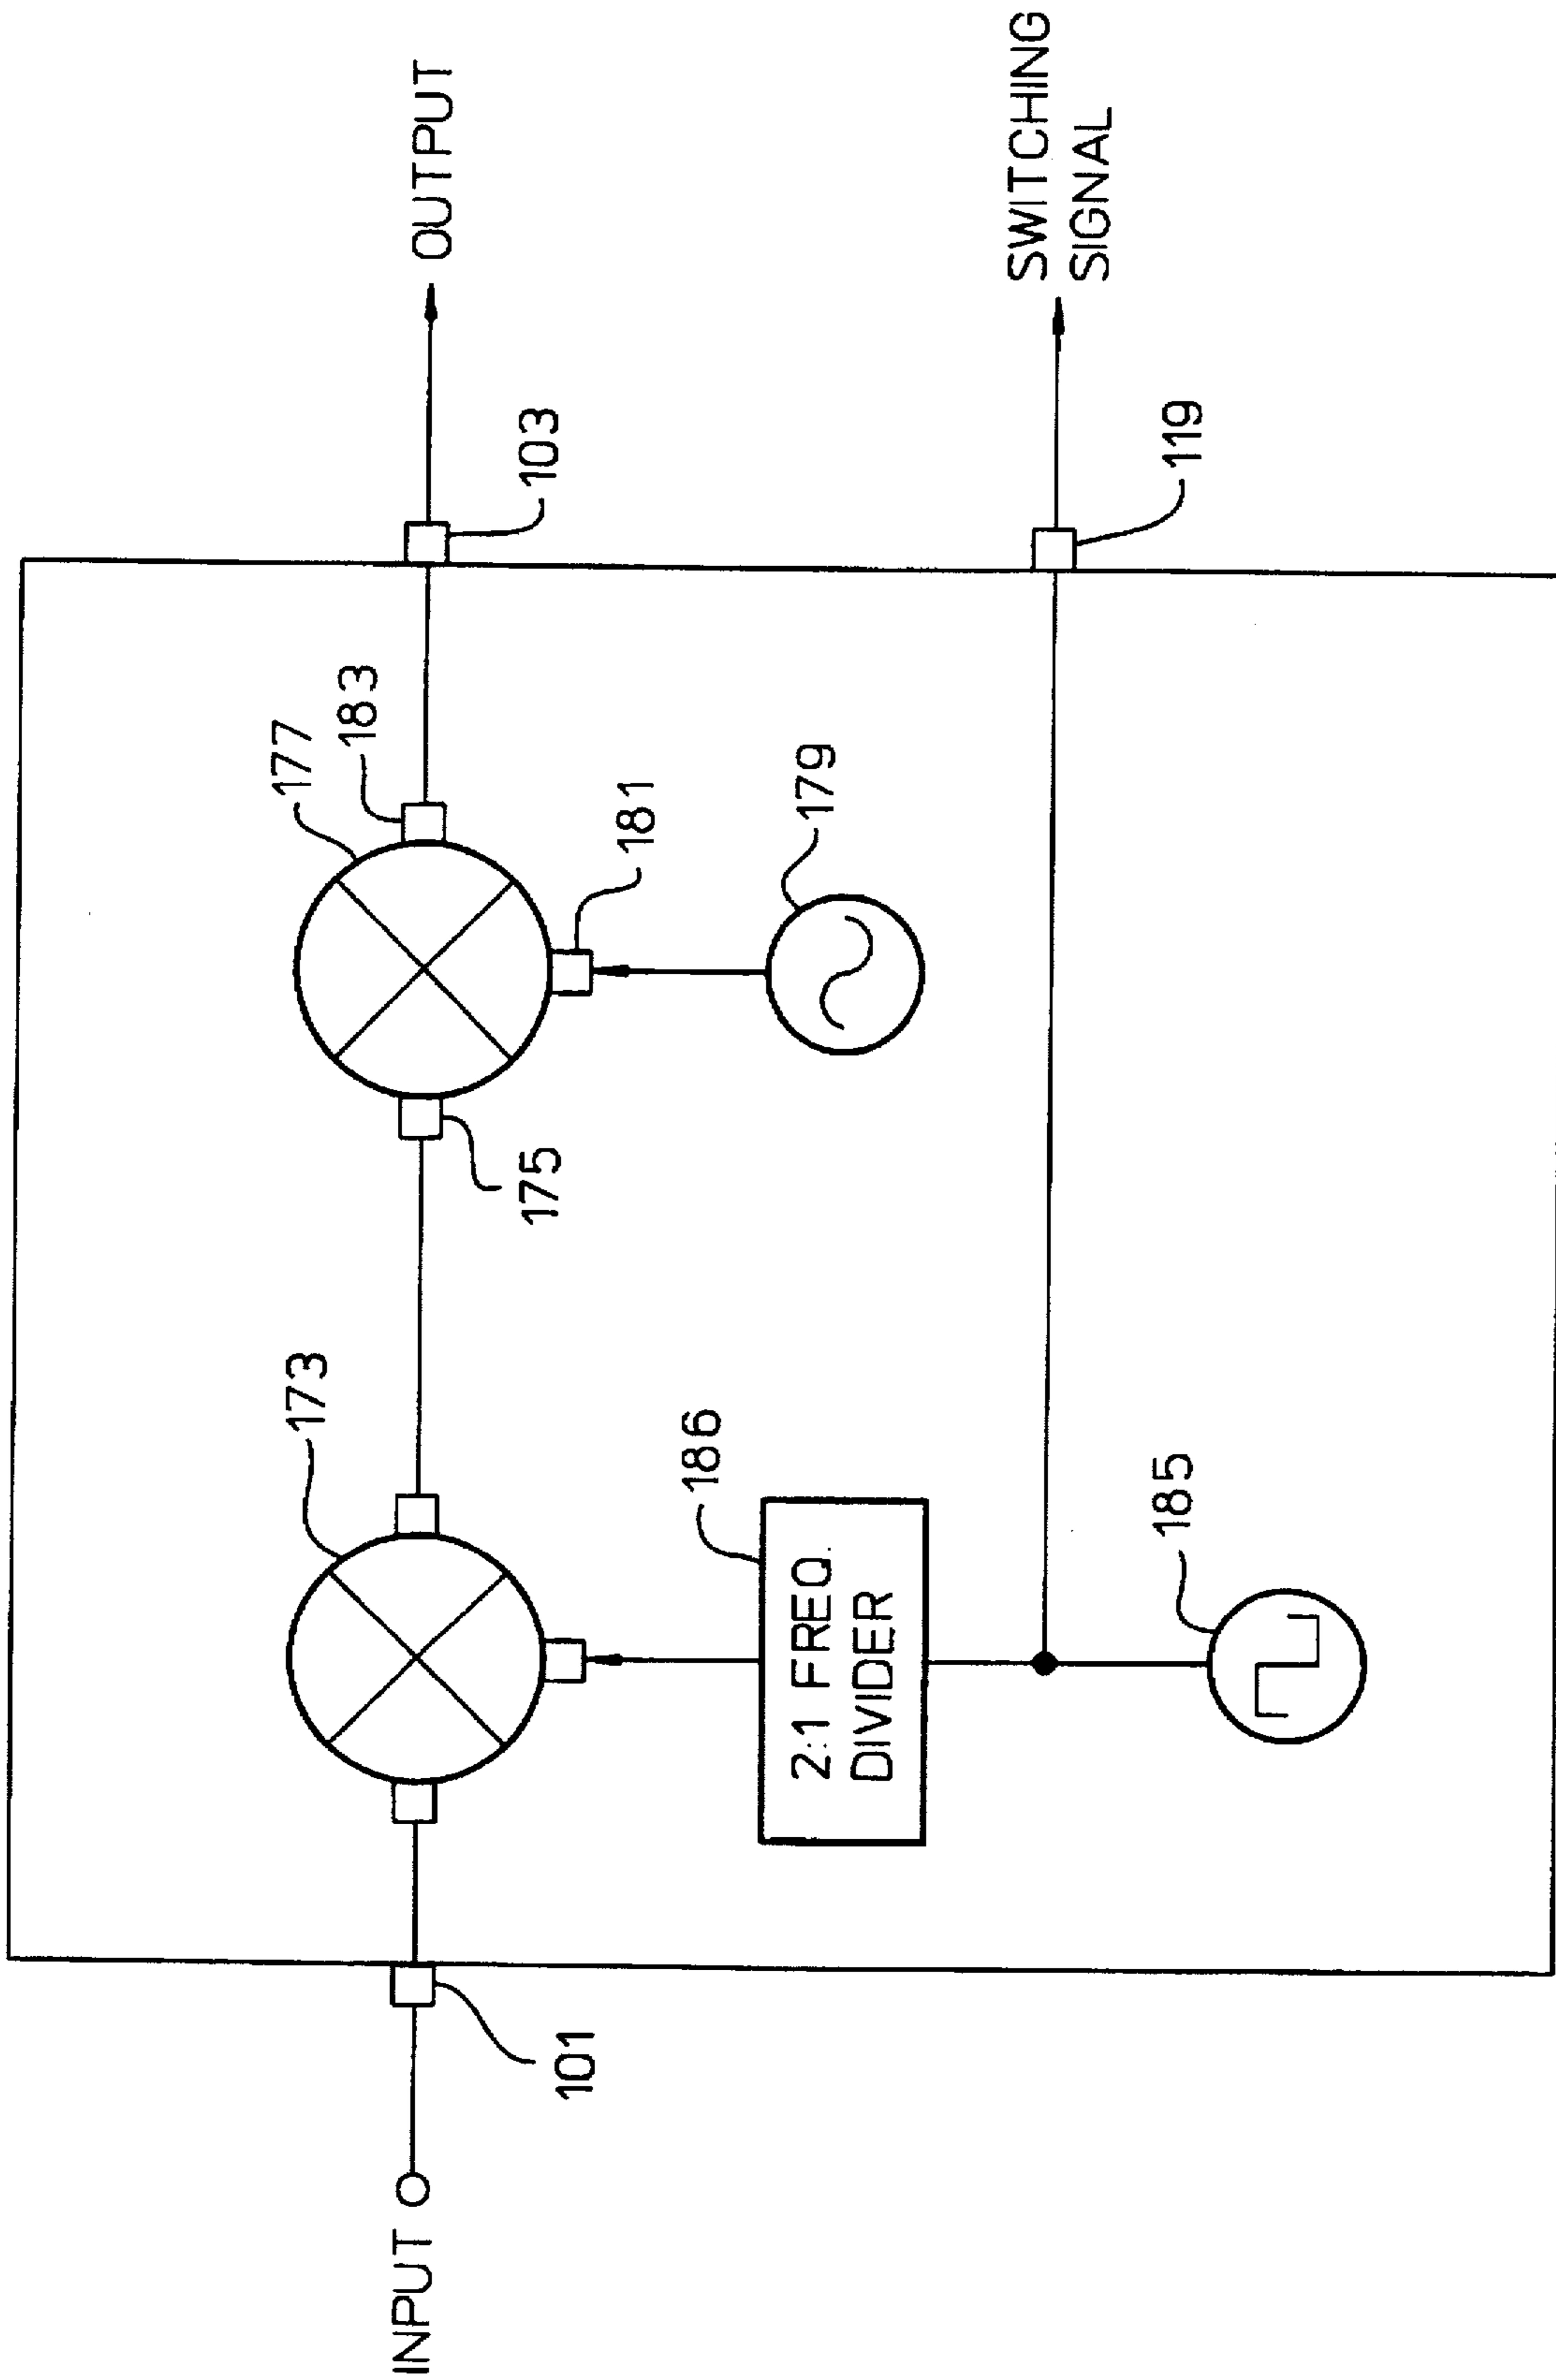 177
183
OUTPUT
173
103
INPUT
175
181
101
186
179
2:1 FREQ.
DIVIDER
SWITCHING
SIGNAL
185
119